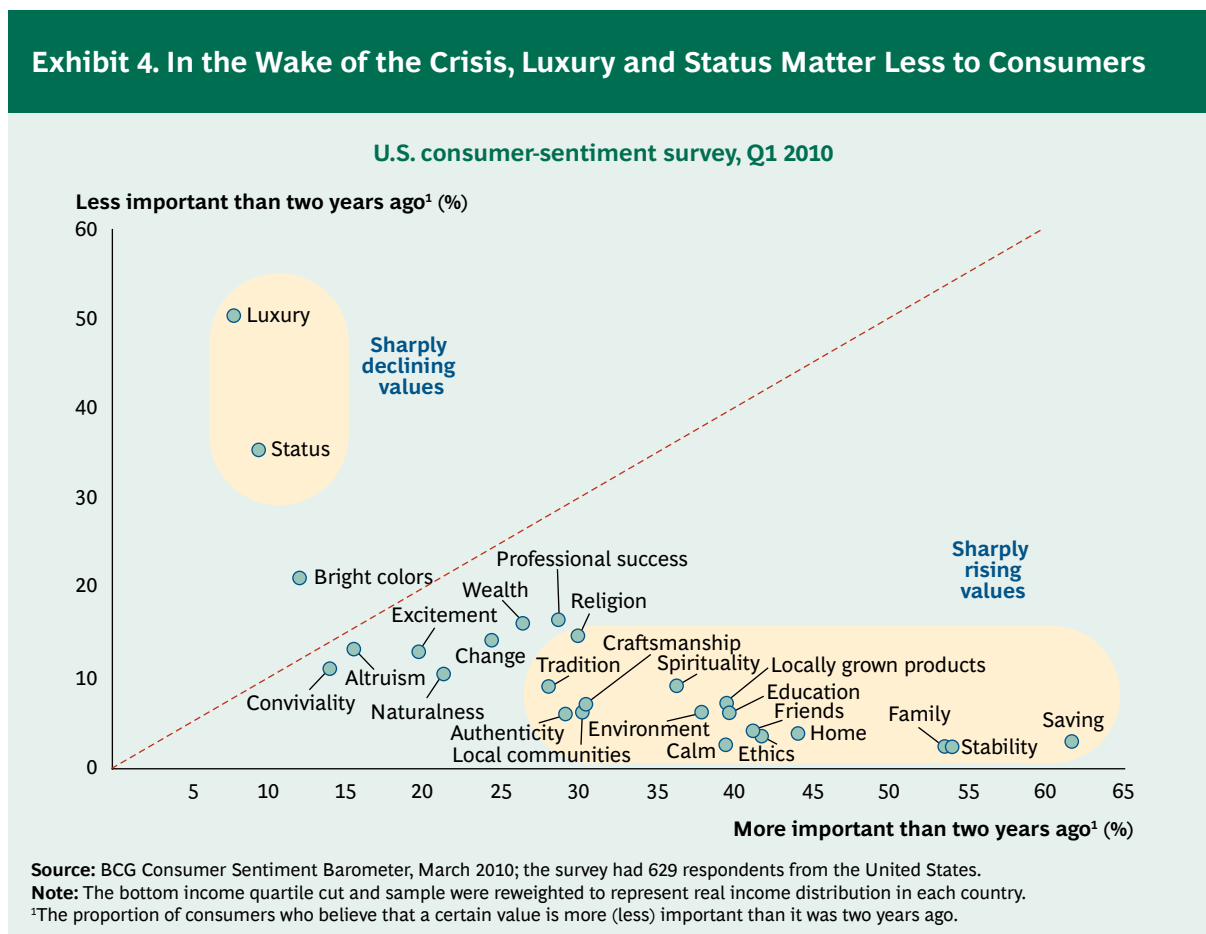 Exhibit 4. In the Wake of the Crisis, Luxury and Status Matter Less to Consumers
U.S. consumer-sentiment survey, Q1 2010
Less important than two years ago¹ (%)
60
50
40
30
20
10
0
Luxury
Sharply
declining
values
Status
Bright colors
Professional success
Wealth
Religion
Excitement
Craftsmanship
Change
Tradition
Spirituality
Locally grown products
Altruism
Education
Conviviality
Naturalness
Friends
Family
Saving
Authenticity
Environment
Home
Local communities
Calm
Ethics
Stability
Sharply
rising
values
5 10 15 20 25 30 35 40 45 50 55 60 65
More important than two years ago¹ (%)
Source: BCG Consumer Sentiment Barometer, March 2010; the survey had 629 respondents from the United States.
Note: The bottom income quartile cut and sample were reweighted to represent real income distribution in each country.
¹The proportion of consumers who believe that a certain value is more (less) important than it was two years ago.